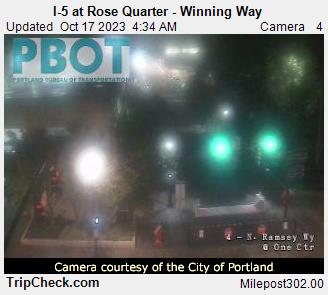 I-5 at Rose Quarter - Winning Way
Updated Oct 17 2023 4:34 AM Camera 4
PBOT
PORTLAND BUREAU OF TRANSPORTATION
4 - N. Ramsey Wy
@ One Ctr
Camera courtesy of the City of Portland
TripCheck.com Milepost302.00